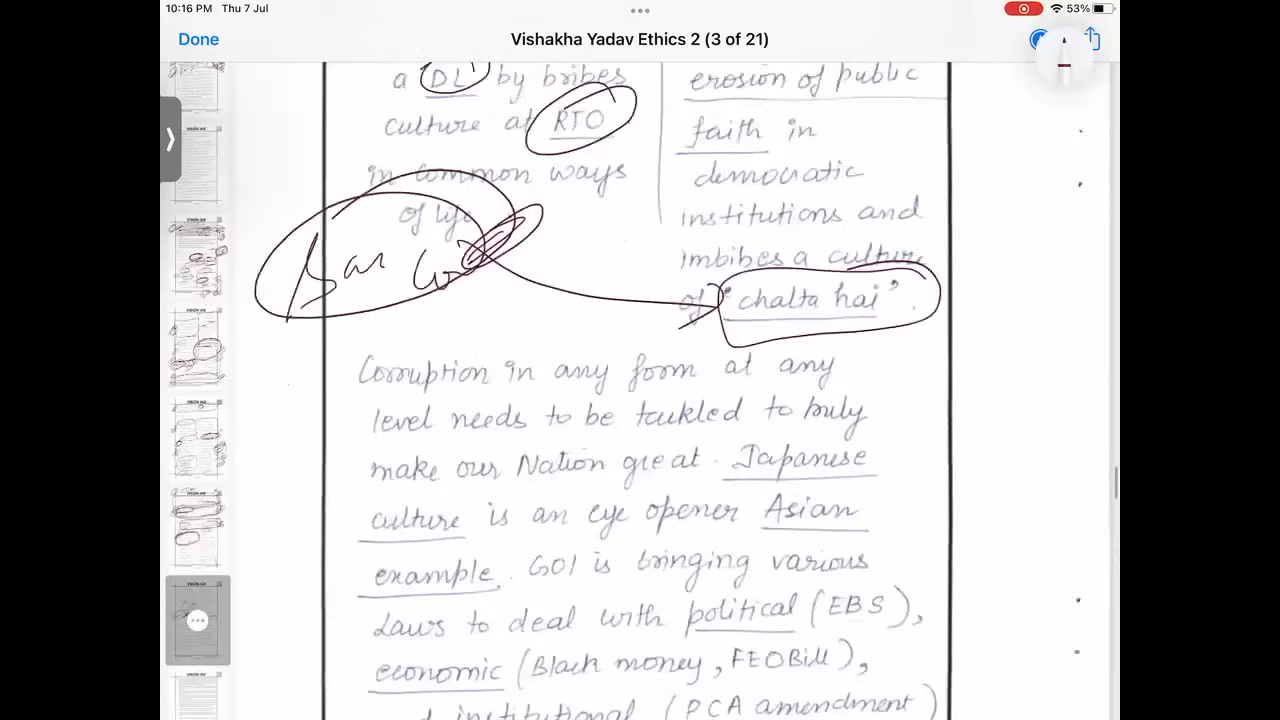 10:16 PM Thu 7 Jul
53%
Done
Vishakha Yadav Ethics 2 (3 of 21)
a DL by bribes
culture at RTO
in common ways
of life
erosion of public
faith in
democratic
institutions and
imbibes a culture
of "chalta hai".
Corruption in any form at any
level needs to be tackled to truly
make our Nation great. Japanese
culture is an eye opener Asian
example. GOI is bringing various
Laws to deal with political (EBS),
economic (Black money, FEOBill),
institutional (PCA amendment)